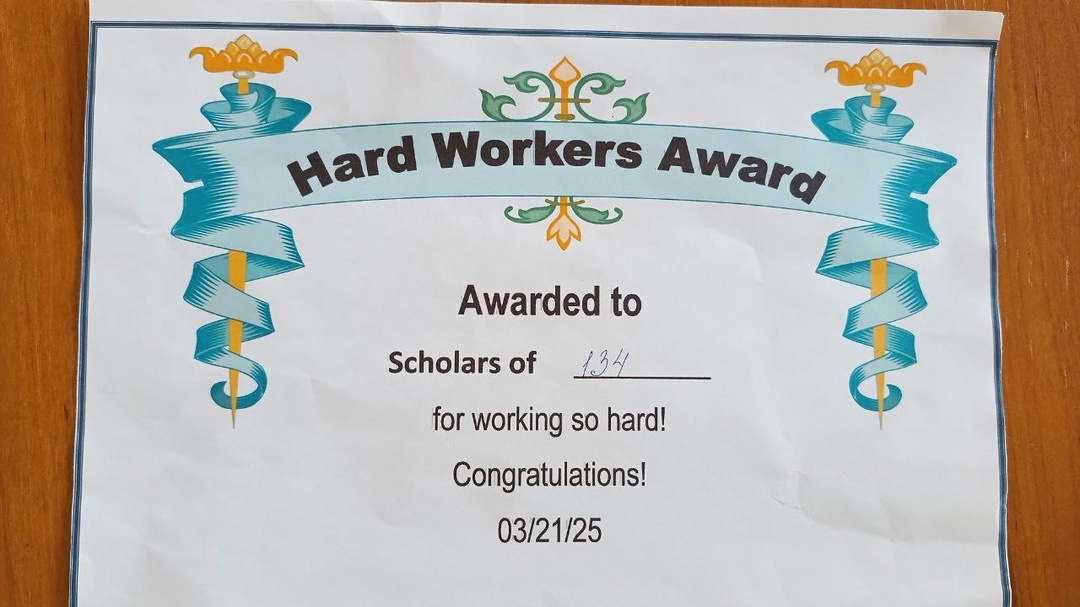 Hard Workers Award
Awarded to
Scholars of 134
for working so hard!
Congratulations!
03/21/25